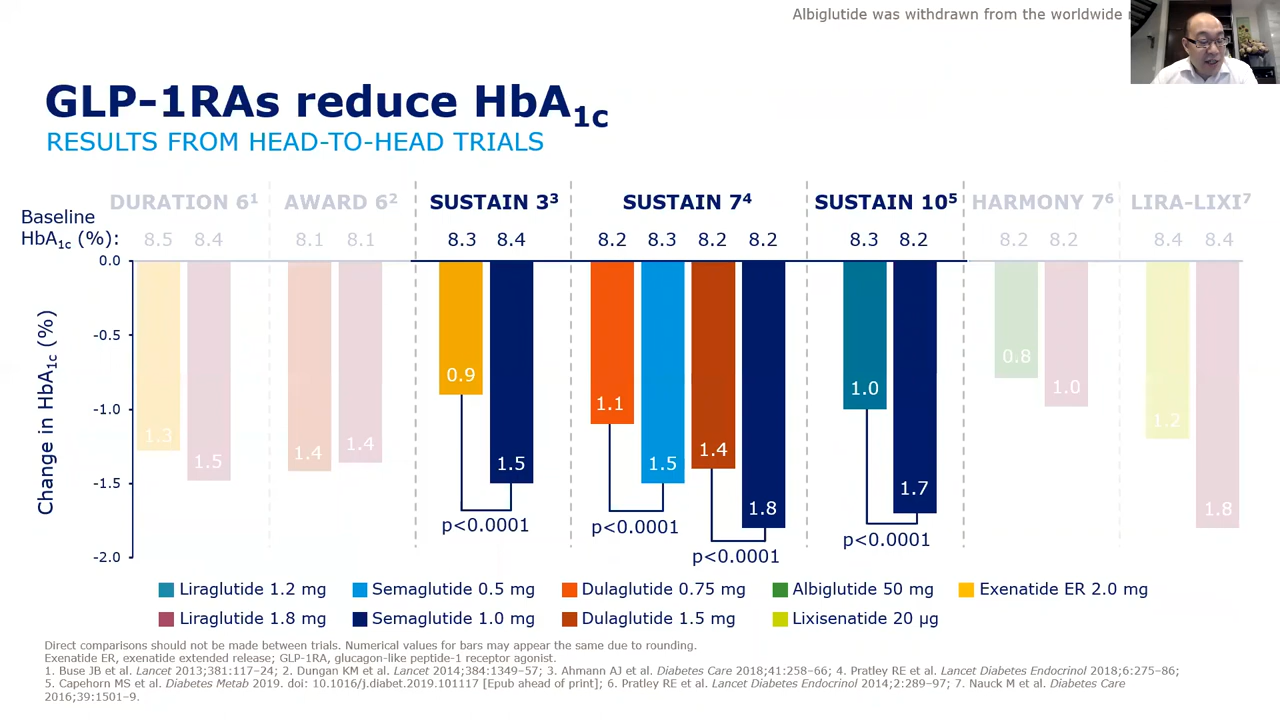 Albiglutide was withdrawn from the worldwide
GLP-1RAs reduce HbA1c
RESULTS FROM HEAD-TO-HEAD TRIALS
DURATION 6¹ AWARD 6² SUSTAIN 3³ SUSTAIN 7⁴ SUSTAIN 10⁵ HARMONY 7⁶ LIRA-LIXI⁷
Baseline
HbA1c (%): 8.5 8.4 8.1 8.1 8.3 8.4 8.2 8.3 8.2 8.2 8.3 8.2 8.2 8.2 8.4 8.4
Change in HbA1c (%)
0.0
-0.5
-1.0
-1.5
-2.0
1.3 1.5 1.4 1.4 0.9 1.5 1.1 1.5 1.4 1.8 1.0 1.7 0.8 1.0 1.2 1.8
p<0.0001 p<0.0001 p<0.0001 p<0.0001
Liraglutide 1.2 mg Semaglutide 0.5 mg Dulaglutide 0.75 mg Albiglutide 50 mg Exenatide ER 2.0 mg
Liraglutide 1.8 mg Semaglutide 1.0 mg Dulaglutide 1.5 mg Lixisenatide 20 µg
Direct comparisons should not be made between trials. Numerical values for bars may appear the same due to rounding.
Exenatide ER, exenatide extended release; GLP-1RA, glucagon-like peptide-1 receptor agonist.
1. Buse JB et al. Lancet 2013;381:117–24; 2. Dungan KM et al. Lancet 2014;384:1349–57; 3. Ahmann AJ et al. Diabetes Care 2018;41:258–66; 4. Pratley RE et al. Lancet Diabetes Endocrinol 2018;6:275–86;
5. Capehorn MS et al. Diabetes Metab 2019. doi: 10.1016/j.diabet.2019.101117 [Epub ahead of print]; 6. Pratley RE et al. Lancet Diabetes Endocrinol 2014;2:289–97; 7. Nauck M et al. Diabetes Care
2016;39:1501–9.